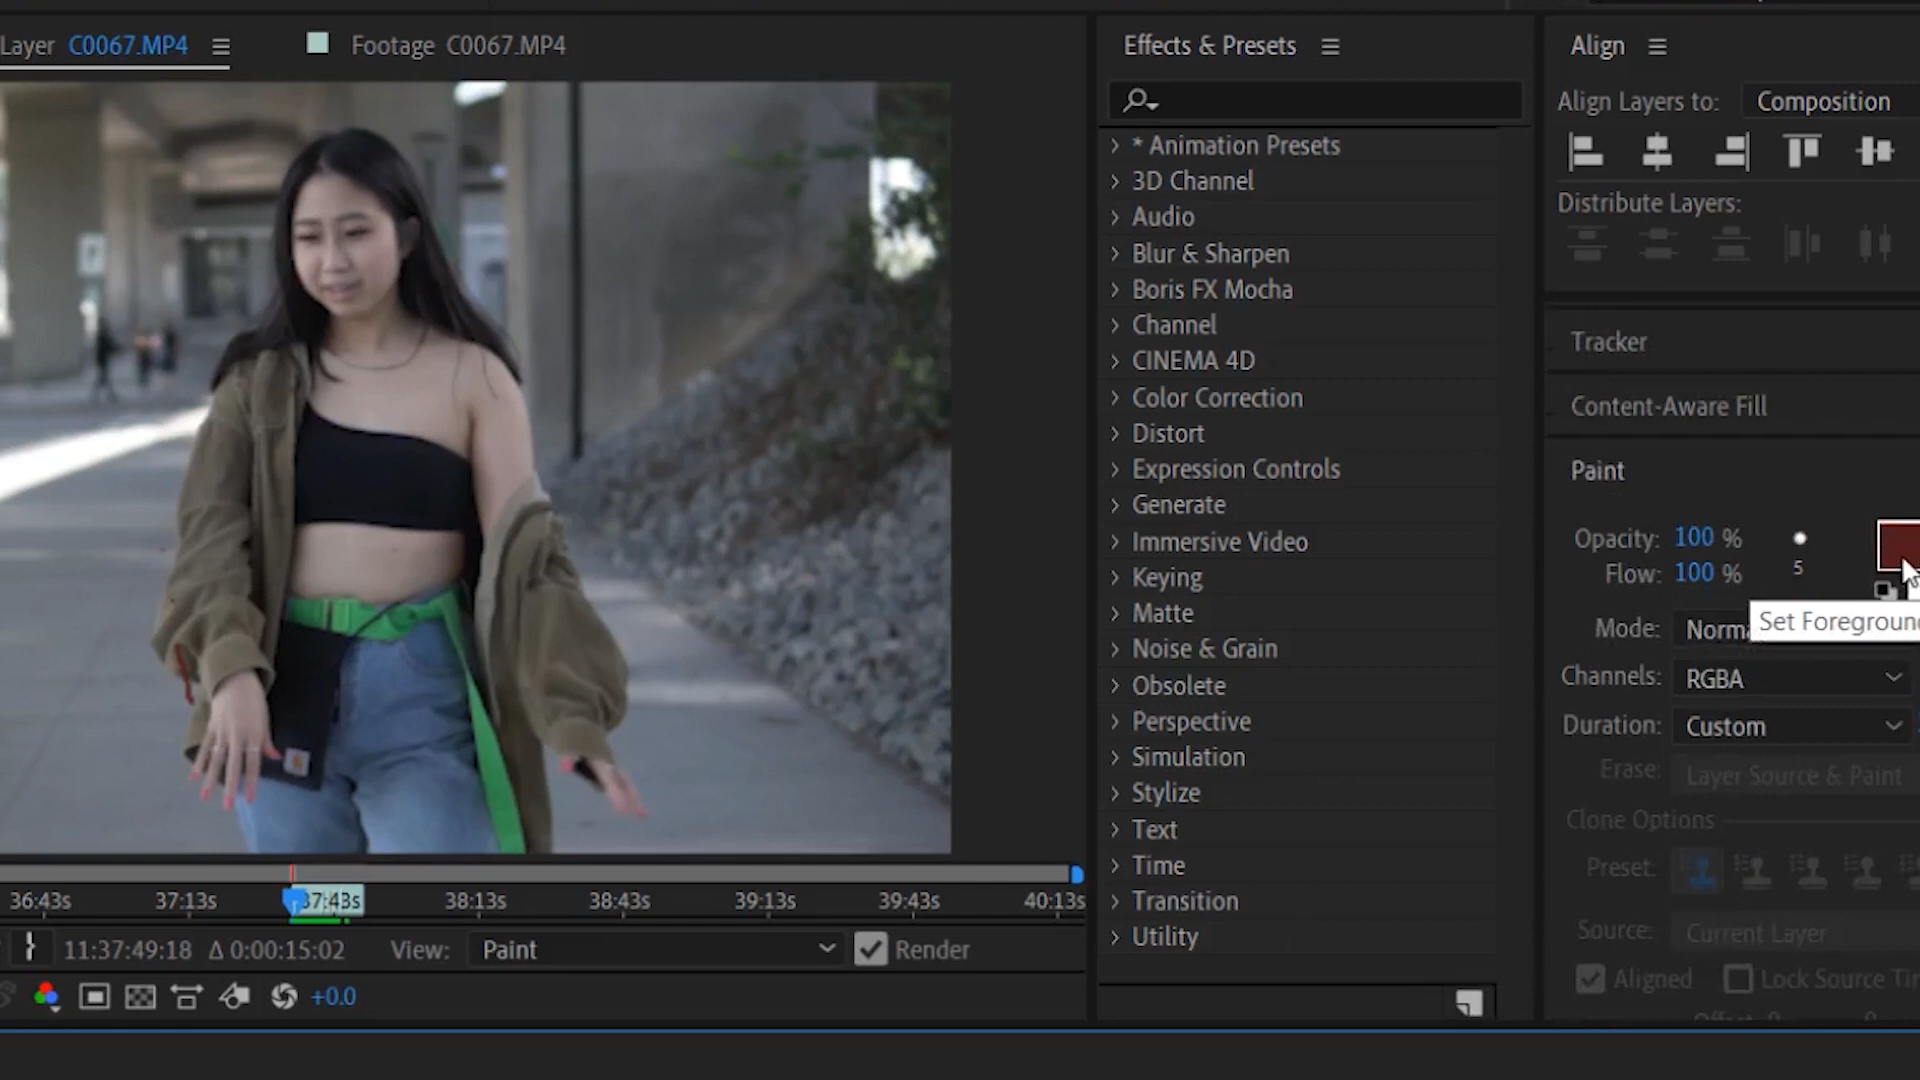 Layer C0067.MP4
Footage C0067.MP4
36:43s 37:13s 37:43s 38:13s 38:43s 39:13s 39:43s 40:13s
} 11:37:49:18 Δ 0:00:15:02 View: Paint Render
+0.0
Effects & Presets
* Animation Presets
3D Channel
Audio
Blur & Sharpen
Boris FX Mocha
Channel
CINEMA 4D
Color Correction
Distort
Expression Controls
Generate
Immersive Video
Keying
Matte
Noise & Grain
Obsolete
Perspective
Simulation
Stylize
Text
Time
Transition
Utility
Align
Align Layers to: Composition
Distribute Layers:
Tracker
Content-Aware Fill
Paint
Opacity: 100 %
Flow: 100 % 5
Set Foreground
Mode: Norma
Channels: RGBA
Duration: Custom
Erase: Layer Source & Paint
Clone Options
Preset:
Source: Current Layer
Aligned Lock Source Tim